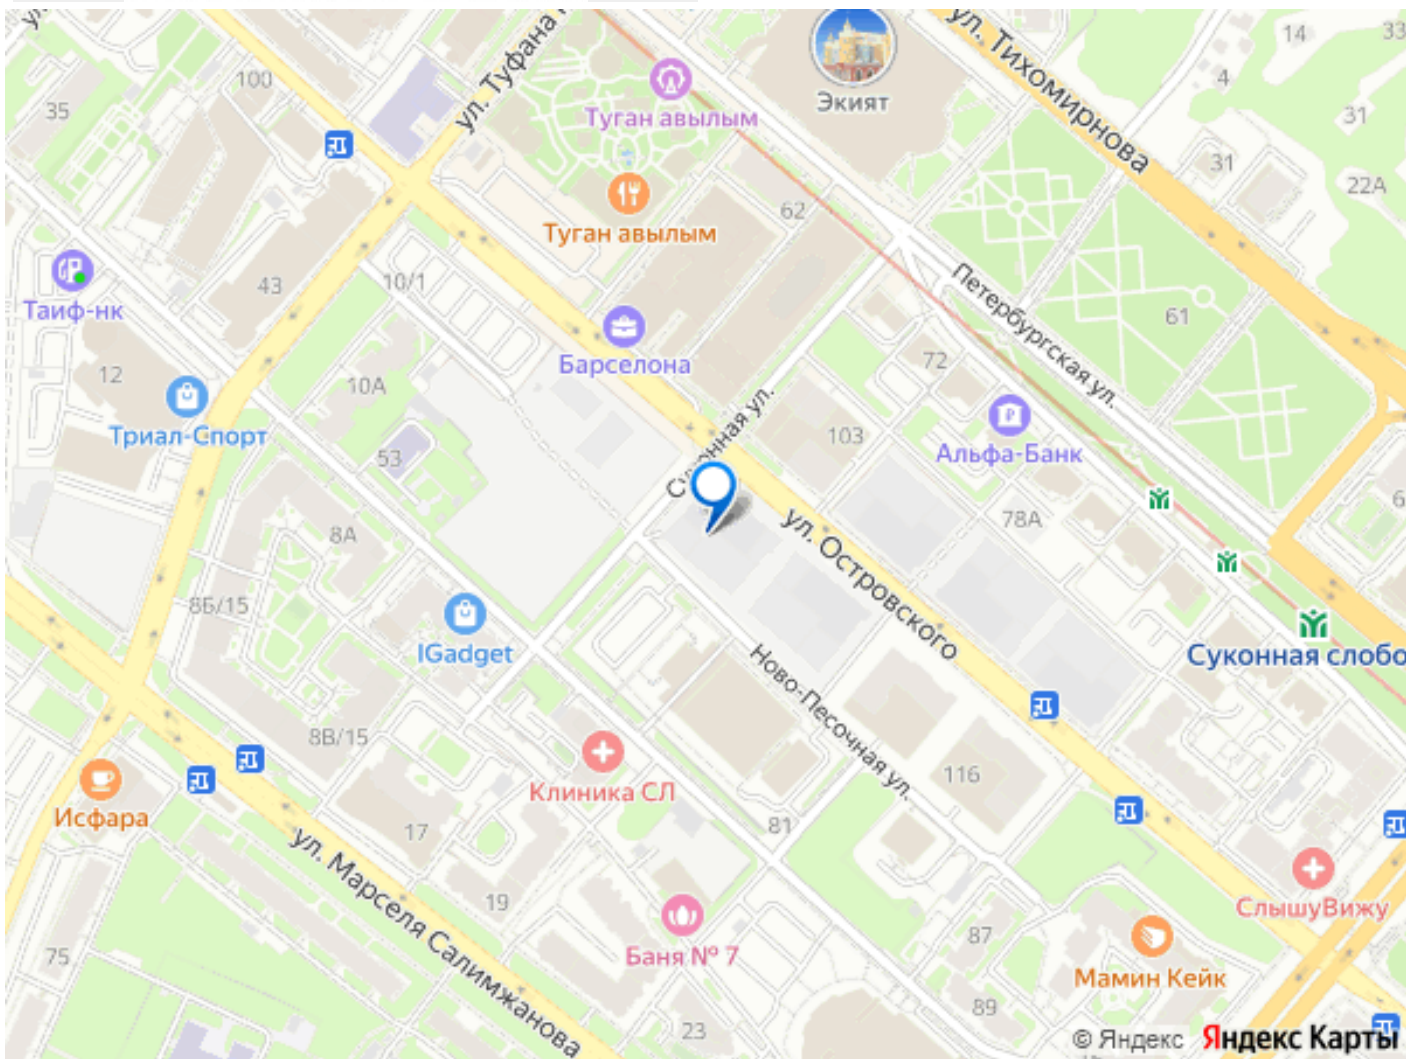 ул. Туфана
ул. Тихомирнова
14
33
100
4
35
Туган авылым
Экият
31
31
22А
62
Туган авылым
Таиф-нк
43
10/1
Петербургская ул.
61
Барселона
12
10А
72
Триал-Спорт
Суконная ул.
53
103
Альфа-Банк
8А
78А
ул. Островского
8Б/15
IGadget
Суконная слобо
Ново-Песочная ул.
8В/15
116
Клиника СЛ
Исфара
17
81
ул. Марселя Салимжанова
19
СлышуВижу
75
Баня № 7
87
Мамин Кейк
89
23
© Яндекс Яндекс Карты